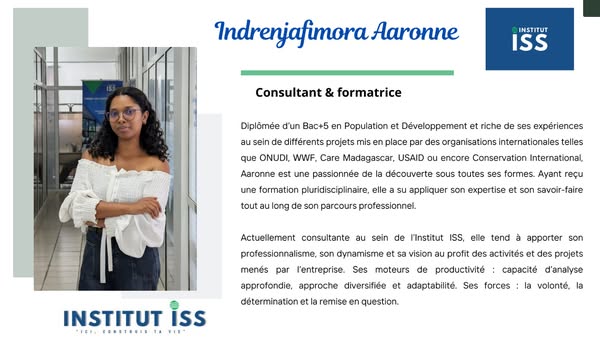 Indrenjafimora Aaronne
INSTITUT
ISS
Consultant & formatrice
Diplômée d'un Bac+5 en Population et Développement et riche de ses expériences
au sein de différents projets mis en place par des organisations internationales telles
que ONUDI, WWF, Care Madagascar, USAID ou encore Conservation International,
Aaronne est une passionnée de la découverte sous toutes ses formes. Ayant reçu
une formation pluridisciplinaire, elle a su appliquer son expertise et son savoir-faire
tout au long de son parcours professionnel.
Actuellement consultante au sein de l'Institut ISS, elle tend à apporter son
professionnalisme, son dynamisme et sa vision au profit des activités et des projets
menés par l'entreprise. Ses moteurs de productivité : capacité d'analyse
approfondie, approche diversifiée et adaptabilité. Ses forces : la volonté, la
détermination et la remise en question.
INSTITUT ISS
"ICI, CONSTRUIS TA VIE"